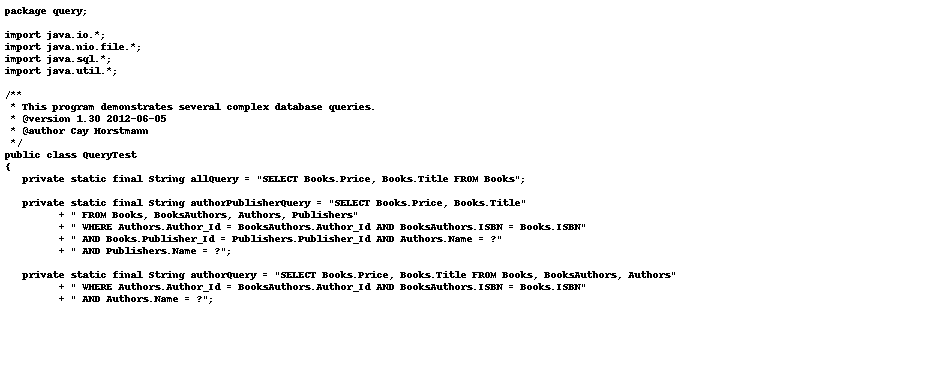 package query;

import java.io.*;
import java.nio.file.*;
import java.sql.*;
import java.util.*;

/**
 * This program demonstrates several complex database queries.
 * @version 1.30 2012-06-05
 * @author Cay Horstmann
 */
public class QueryTest
{
   private static final String allQuery = "SELECT Books.Price, Books.Title FROM Books";

   private static final String authorPublisherQuery = "SELECT Books.Price, Books.Title"
         + " FROM Books, BooksAuthors, Authors, Publishers"
         + " WHERE Authors.Author_Id = BooksAuthors.Author_Id AND BooksAuthors.ISBN = Books.ISBN"
         + " AND Books.Publisher_Id = Publishers.Publisher_Id AND Authors.Name = ?"
         + " AND Publishers.Name = ?";

   private static final String authorQuery = "SELECT Books.Price, Books.Title FROM Books, BooksAuthors, Authors"
         + " WHERE Authors.Author_Id = BooksAuthors.Author_Id AND BooksAuthors.ISBN = Books.ISBN"
         + " AND Authors.Name = ?";